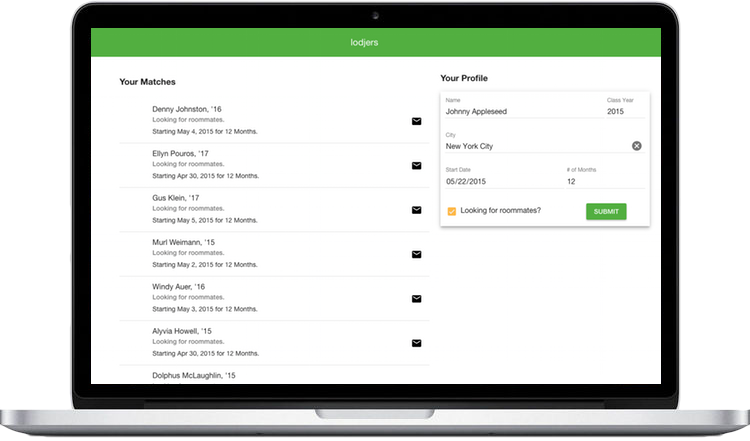 lodjers
Your Matches
Denny Johnston, '16
Looking for roommates.
Starting May 4, 2015 for 12 Months.
Ellyn Pouros, '17
Looking for roommates.
Starting Apr 30, 2015 for 12 Months.
Gus Klein, '17
Looking for roommates.
Starting May 5, 2015 for 12 Months.
Murl Weimann, '15
Looking for roommates.
Starting May 2, 2015 for 12 Months.
Windy Auer, '16
Looking for roommates.
Starting May 3, 2015 for 12 Months.
Alyvia Howell, '15
Looking for roommates.
Starting Apr 30, 2015 for 12 Months.
Dolphus McLaughlin, '15
Your Profile
Name Class Year
Johnny Appleseed 2015
City
New York City
Start Date # of Months
05/22/2015 12
Looking for roommates? SUBMIT